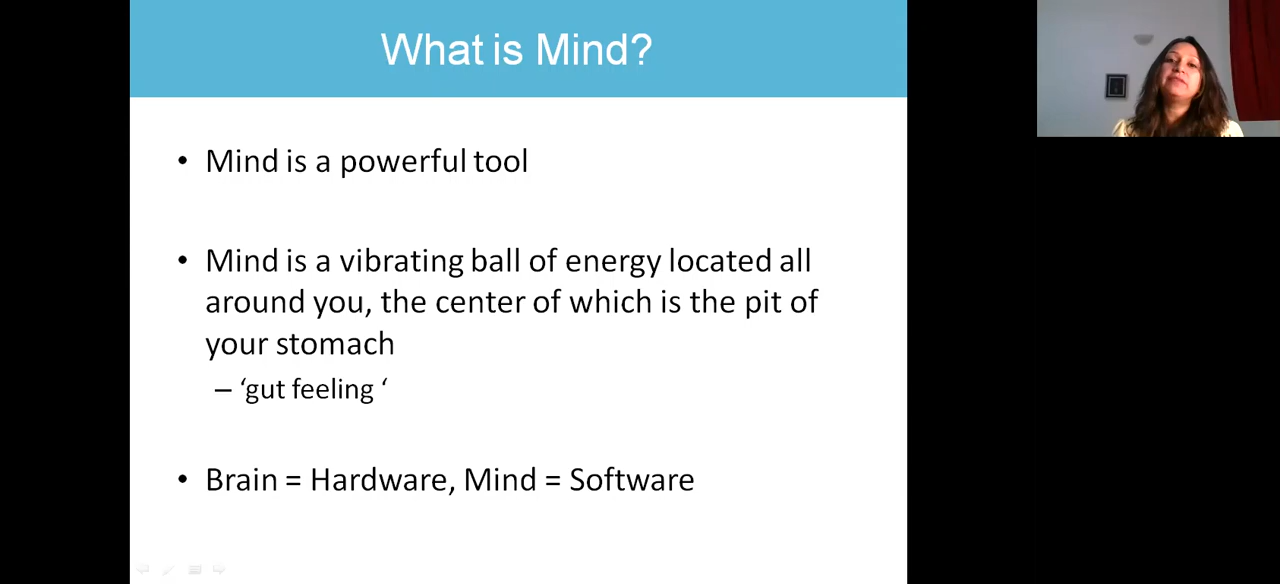 What is Mind?
• Mind is a powerful tool
• Mind is a vibrating ball of energy located all
around you, the center of which is the pit of
your stomach
– ‘gut feeling ‘
• Brain = Hardware, Mind = Software